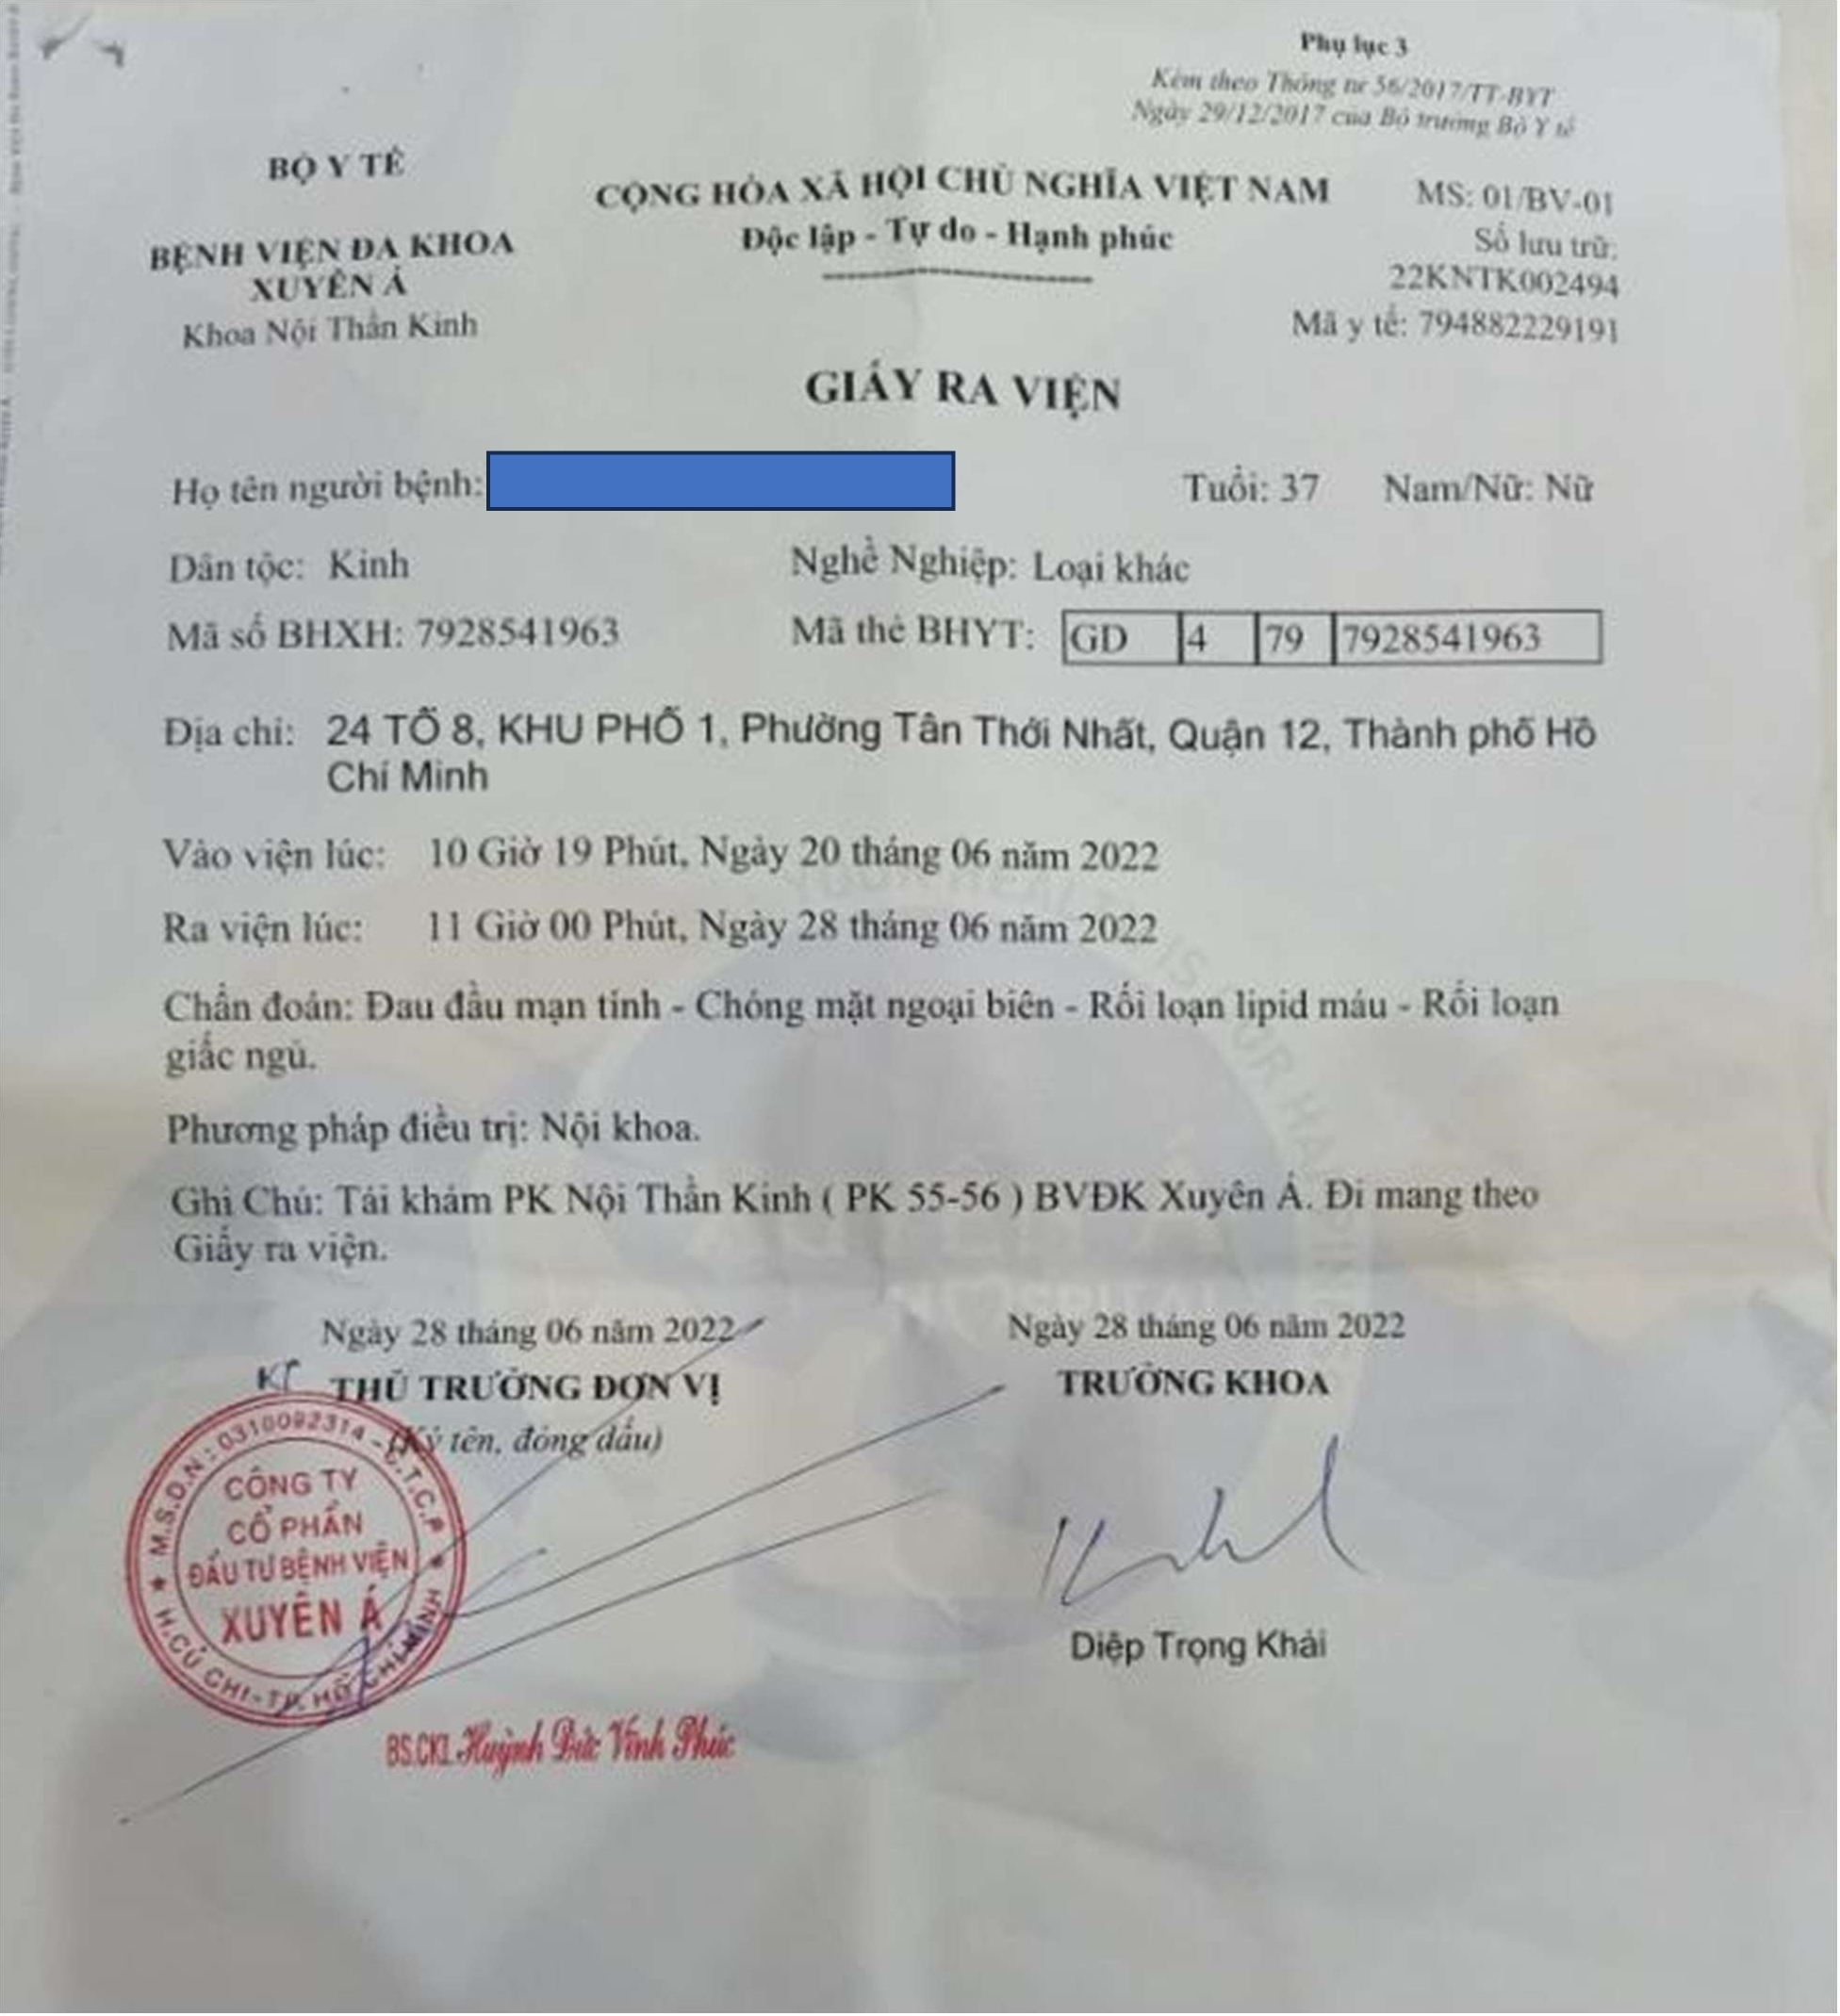 Phụ lục 3
Kèm theo Thông tư 56/2017/TT-BYT
Ngày 29/12/2017 của Bộ trưởng Bộ Y tế
BỘ Y TẾ
BỆNH VIỆN ĐA KHOA
XUYÊN Á
Khoa Nội Thần Kinh
CỘNG HÒA XÃ HỘI CHỦ NGHĨA VIỆT NAM
Độc lập - Tự do - Hạnh phúc
MS: 01/BV-01
Số lưu trữ:
22KNTK002494
Mã y tế: 794882229191
GIẤY RA VIỆN
Họ tên người bệnh:
Tuổi: 37 Nam/Nữ: Nữ
Dân tộc: Kinh Nghề Nghiệp: Loại khác
Mã số BHXH: 7928541963 Mã thẻ BHYT: GD 4 79 7928541963
Địa chỉ: 24 TỔ 8, KHU PHỐ 1, Phường Tân Thới Nhất, Quận 12, Thành phố Hồ
Chí Minh
Vào viện lúc: 10 Giờ 19 Phút, Ngày 20 tháng 06 năm 2022
Ra viện lúc: 11 Giờ 00 Phút, Ngày 28 tháng 06 năm 2022
Chẩn đoán: Đau đầu mạn tính - Chóng mặt ngoại biên - Rối loạn lipid máu - Rối loạn
giấc ngủ.
Phương pháp điều trị: Nội khoa.
Ghi Chú: Tái khám PK Nội Thần Kinh ( PK 55-56 ) BVĐK Xuyên Á. Đi mang theo
Giấy ra viện.
Ngày 28 tháng 06 năm 2022
KT THỦ TRƯỞNG ĐƠN VỊ
(Ký tên, đóng dấu)
M.S.D.N: 0310092314 - C.T.C.P
CÔNG TY
CỔ PHẦN
ĐẦU TƯ BỆNH VIỆN
XUYÊN Á
H.CỦ CHI - TP. HỒ CHÍ MINH
BS.CKI. Huỳnh Đức Vĩnh Phúc
Ngày 28 tháng 06 năm 2022
TRƯỞNG KHOA
Diệp Trọng Khải